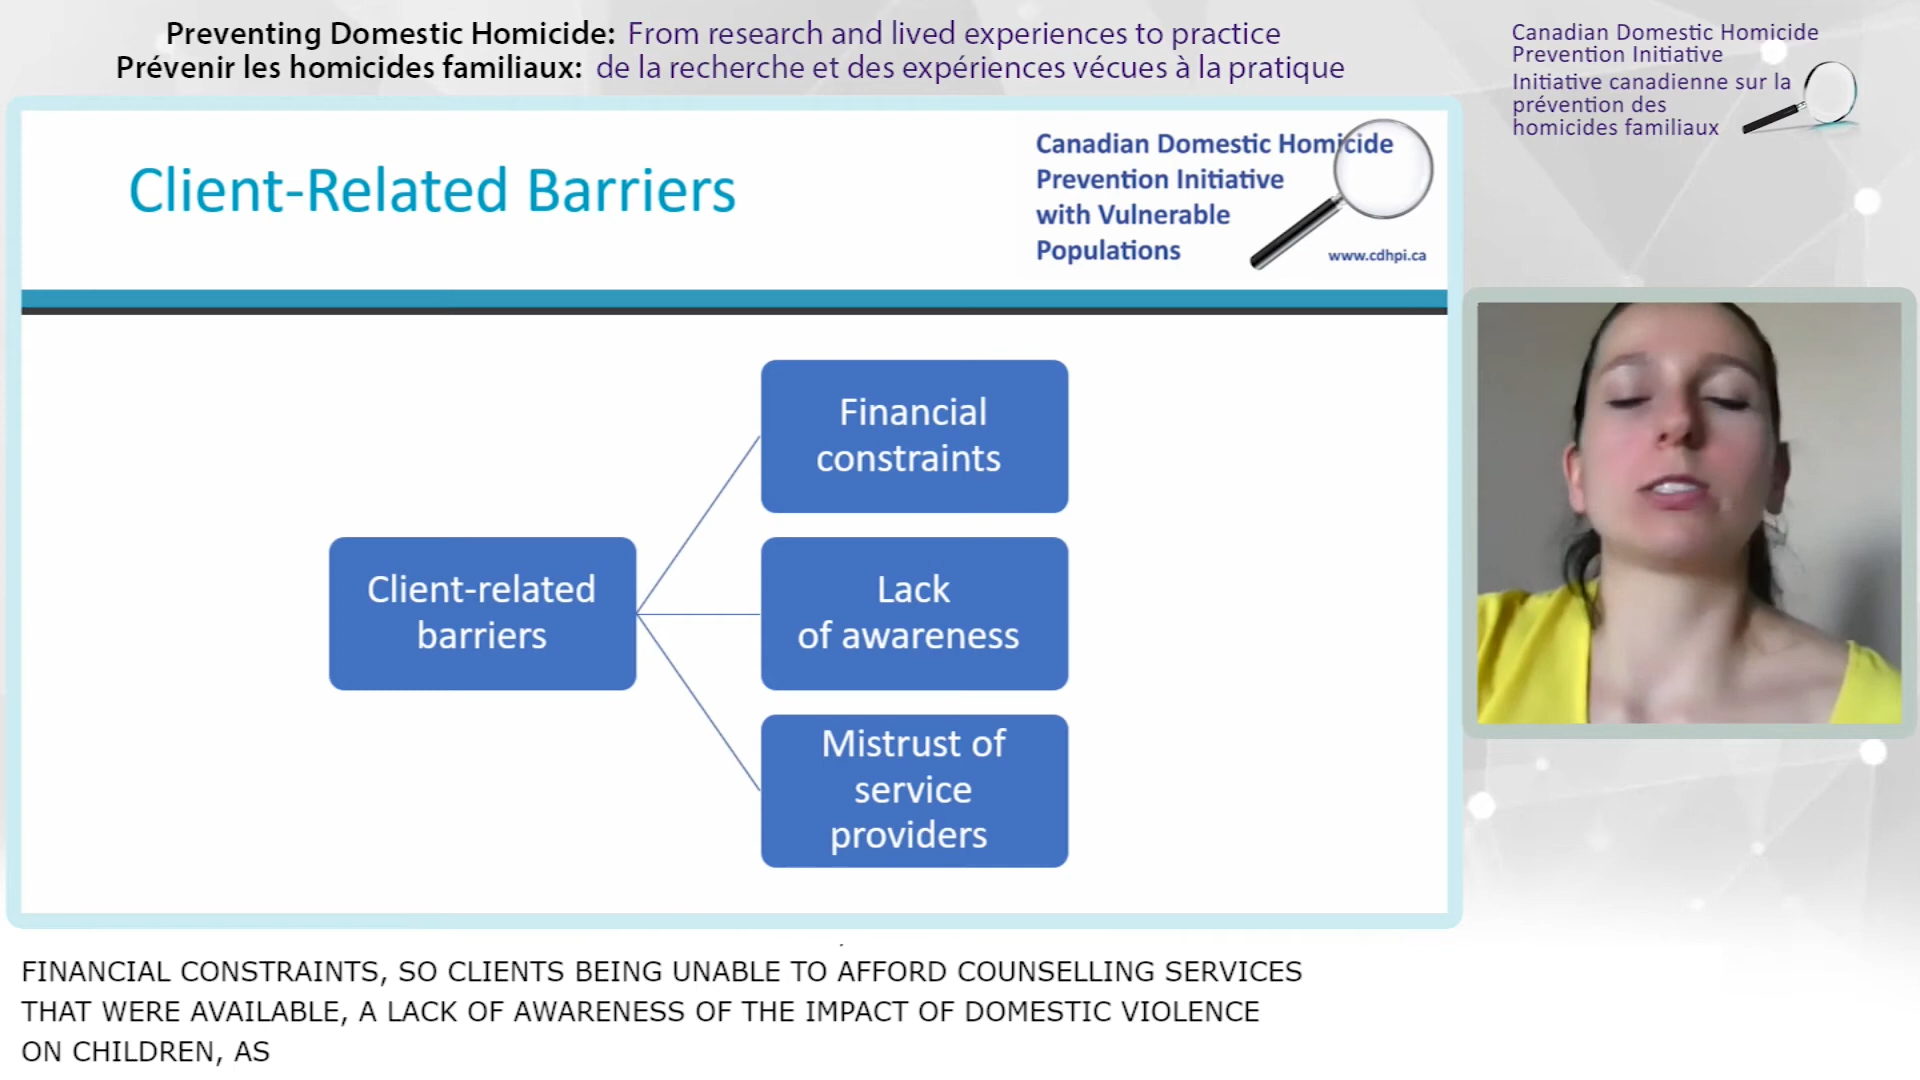 Preventing Domestic Homicide: From research and lived experiences to practice
Prévenir les homicides familiaux: de la recherche et des expériences vécues à la pratique
Canadian Domestic Homicide
Prevention Initiative
Initiative canadienne sur la
prévention des
homicides familiaux
Client-Related Barriers
Canadian Domestic Homicide
Prevention Initiative
with Vulnerable
Populations
www.cdhpi.ca
Client-related
barriers
Financial
constraints
Lack
of awareness
Mistrust of
service
providers
FINANCIAL CONSTRAINTS, SO CLIENTS BEING UNABLE TO AFFORD COUNSELLING SERVICES
THAT WERE AVAILABLE, A LACK OF AWARENESS OF THE IMPACT OF DOMESTIC VIOLENCE
ON CHILDREN, AS